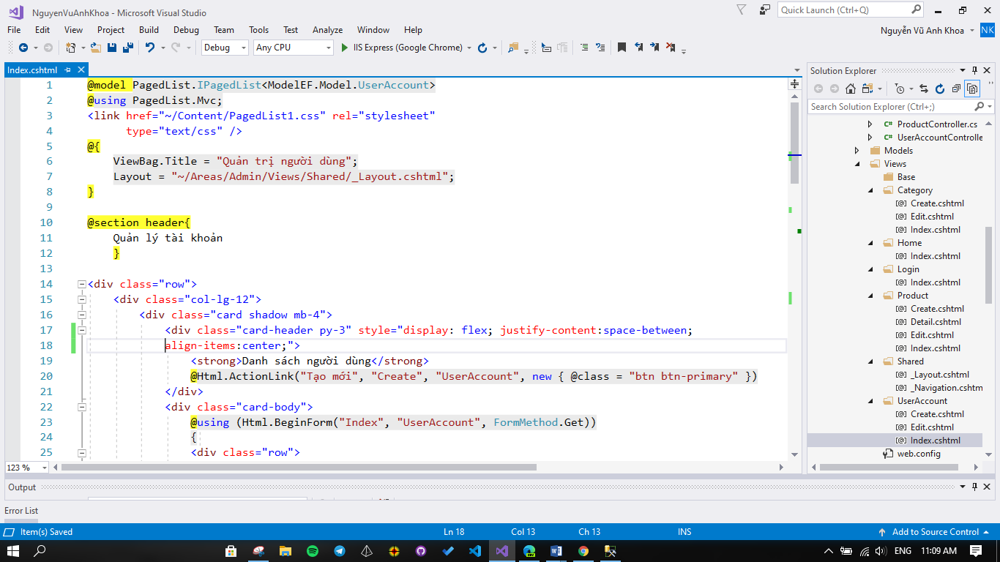 NguyenVuAnhKhoa - Microsoft Visual Studio
Quick Launch (Ctrl+Q)
File Edit View Project Build Debug Team Tools Test Analyze Window Help
Nguyễn Vũ Anh Khoa NK
Debug Any CPU IIS Express (Google Chrome)
Index.cshtml
1 @model PagedList.IPagedList<ModelEF.Model.UserAccount>
2 @using PagedList.Mvc;
3 <link href="~/Content/PagedList1.css" rel="stylesheet"
4 type="text/css" />
5 @{
6 ViewBag.Title = "Quản trị người dùng";
7 Layout = "~/Areas/Admin/Views/Shared/_Layout.cshtml";
8 }
9
10 @section header{
11 Quản lý tài khoản
12 }
13
14 <div class="row">
15 <div class="col-lg-12">
16 <div class="card shadow mb-4">
17 <div class="card-header py-3" style="display: flex; justify-content:space-between;
18 align-items:center;">
19 <strong>Danh sách người dùng</strong>
20 @Html.ActionLink("Tạo mới", "Create", "UserAccount", new { @class = "btn btn-primary" })
21 </div>
22 <div class="card-body">
23 @using (Html.BeginForm("Index", "UserAccount", FormMethod.Get))
24 {
25 <div class="row">
123 %
Solution Explorer
Search Solution Explorer (Ctrl+;)
C# ProductController.cs
C# UserAccountControlle
Models
Views
Base
Category
[@] Create.cshtml
[@] Edit.cshtml
[@] Index.cshtml
Home
[@] Index.cshtml
Login
[@] Index.cshtml
Product
[@] Create.cshtml
[@] Detail.cshtml
[@] Edit.cshtml
[@] Index.cshtml
Shared
[@] _Layout.cshtml
[@] _Navigation.cshtm
UserAccount
[@] Create.cshtml
[@] Edit.cshtml
[@] Index.cshtml
web.config
Output
Error List
Item(s) Saved Ln 18 Col 13 Ch 13 INS Add to Source Control
ENG 11:09 AM